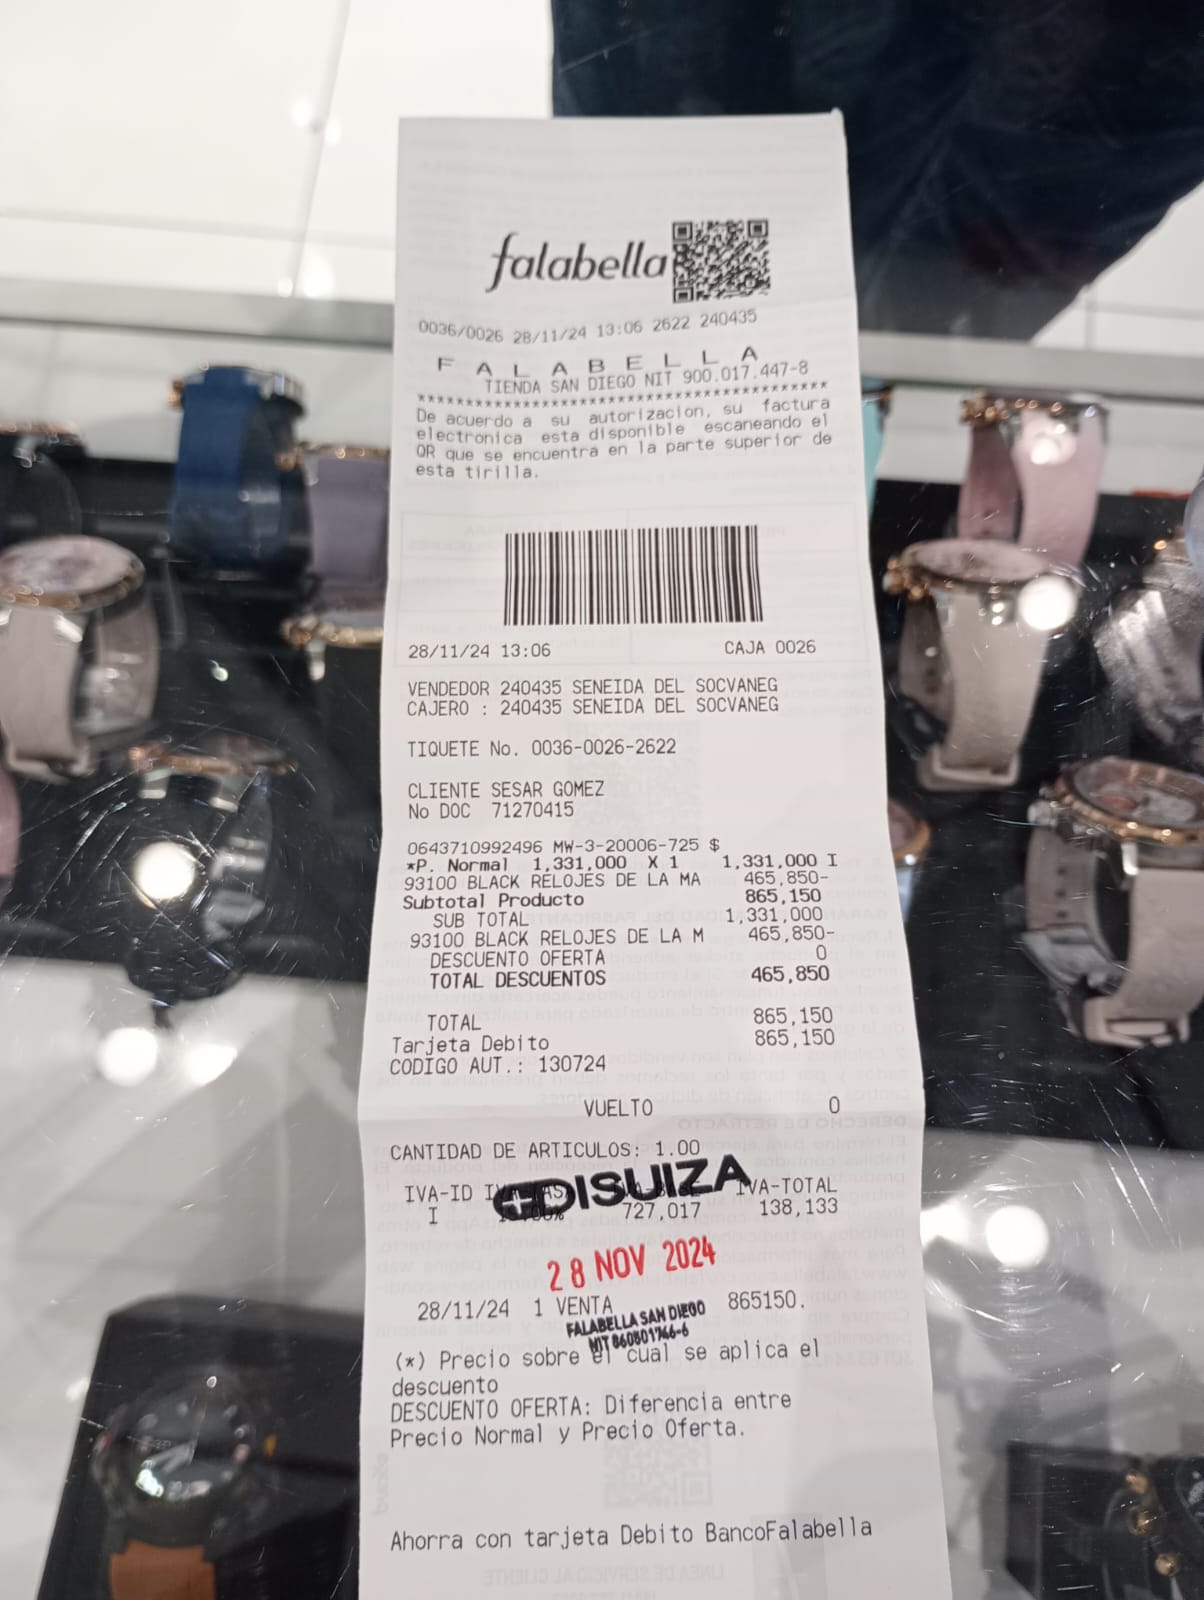 falabella
0036/0026 28/11/24 13:06 2622 240435
F A L A B E L L A
TIENDA SAN DIEGO NIT 900.017.447-8
******************************************
De acuerdo a su autorizacion, su factura
electronica esta disponible escaneando el
QR que se encuentra en la parte superior de
esta tirilla.
28/11/24 13:06 CAJA 0026
VENDEDOR 240435 SENEIDA DEL SOCVANEG
CAJERO : 240435 SENEIDA DEL SOCVANEG
TIQUETE No. 0036-0026-2622
CLIENTE SESAR GOMEZ
No DOC 71270415
0643710992496 MW-3-20006-725 $
*P. Normal 1,331,000 X 1 1,331,000 I
93100 BLACK RELOJES DE LA MA 465,850-
Subtotal Producto 865,150
SUB TOTAL 1,331,000
93100 BLACK RELOJES DE LA M 465,850-
DESCUENTO OFERTA 0
TOTAL DESCUENTOS 465,850
TOTAL 865,150
Tarjeta Debito 865,150
CODIGO AUT.: 130724
VUELTO 0
CANTIDAD DE ARTICULOS: 1.00
DISUIZA
IVA-ID IVA-TOTAL
I 727,017 138,133
28 NOV 2024
28/11/24 1 VENTA 865150.
FALABELLA SAN DIEGO
NIT 860501746-6
(*) Precio sobre el cual se aplica el
descuento
DESCUENTO OFERTA: Diferencia entre
Precio Normal y Precio Oferta.
Ahorra con tarjeta Debito BancoFalabella